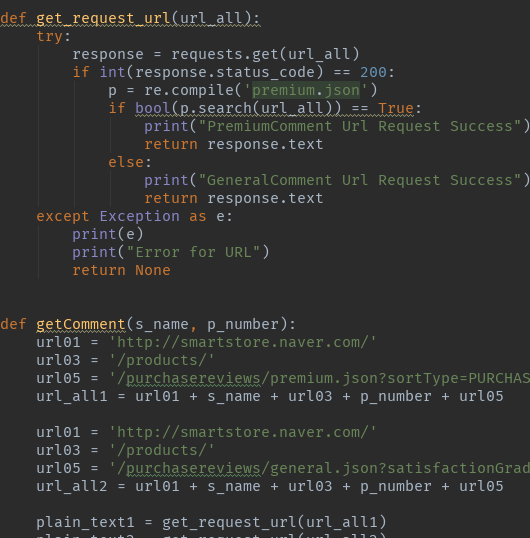 def get_request_url(url_all):
    try:
        response = requests.get(url_all)
        if int(response.status_code) == 200:
            p = re.compile('premium.json')
            if bool(p.search(url_all)) == True:
                print("PremiumComment Url Request Success")
                return response.text
            else:
                print("GeneralComment Url Request Success")
                return response.text
    except Exception as e:
        print(e)
        print("Error for URL")
        return None
def getComment(s_name, p_number):
    url01 = 'http://smartstore.naver.com/'
    url03 = '/products/'
    url05 = '/purchasereviews/premium.json?sortType=PURCHAS
    url_all1 = url01 + s_name + url03 + p_number + url05
    url01 = 'http://smartstore.naver.com/'
    url03 = '/products/'
    url05 = '/purchasereviews/general.json?satisfactionGrad
    url_all2 = url01 + s_name + url03 + p_number + url05
    plain_text1 = get_request_url(url_all1)
    plain_text2 = get_request_url(url_all2)